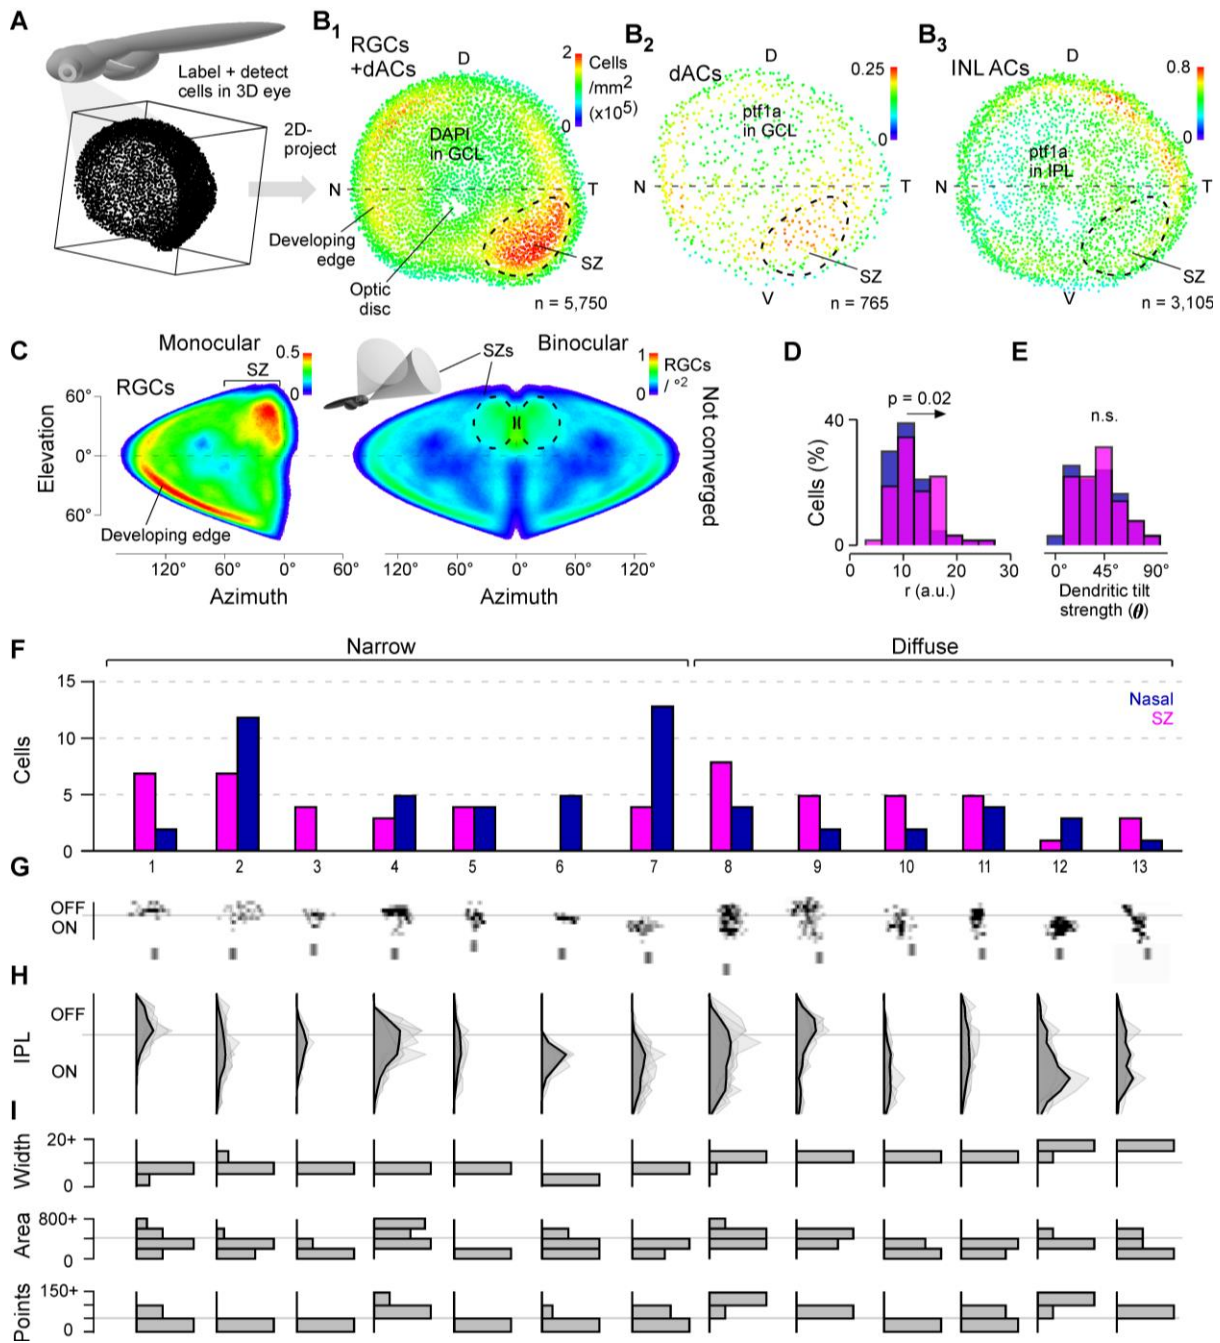 A
Label + detect
cells in 3D eye
2D-
project
B1
RGCs
+dACs
D
2
Cells
/mm2
(x10^5)
0
DAPI
in GCL
N
T
Developing
edge
Optic
disc
SZ
n = 5,750
B2
dACs
D
0.25
0
ptf1a
in GCL
N
SZ
V
n = 765
B3
INL ACs
D
0.8
0
ptf1a
in IPL
N
T
SZ
V
n = 3,105
C
Monocular
RGCs
SZ
0.5
0
60°
0°
60°
Elevation
Developing edge
120° 60° 0° 60°
Azimuth
SZs
Binocular
1
0
RGCs
/ °2
Not converged
120° 60° 0° 60° 120°
Azimuth
D
p = 0.02
40
0
Cells (%)
0 10 20 30
r (a.u.)
E
n.s.
0° 45° 90°
Dendritic tilt
strength (θ)
F
Narrow Diffuse
15
10
5
0
Cells
Nasal
SZ
1 2 3 4 5 6 7 8 9 10 11 12 13
G
OFF
ON
H
OFF
ON
IPL
I
Width
20+
0
Area
800+
0
Points
150+
0